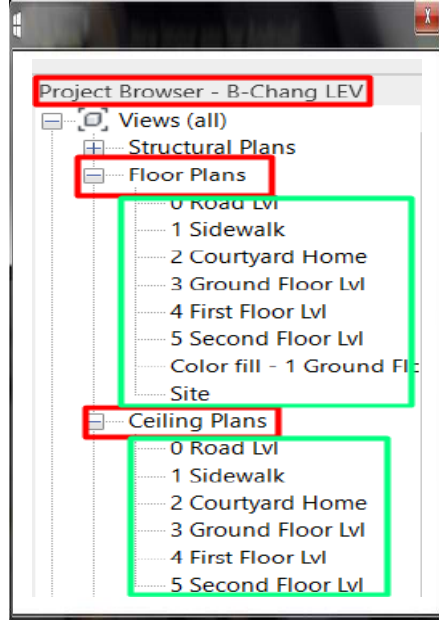 X
Project Browser - B-Chang LEV
Views (all)
Structural Plans
Floor Plans
0 Road Lvl
1 Sidewalk
2 Courtyard Home
3 Ground Floor Lvl
4 First Floor Lvl
5 Second Floor Lvl
Color fill - 1 Ground Flo
Site
Ceiling Plans
0 Road Lvl
1 Sidewalk
2 Courtyard Home
3 Ground Floor Lvl
4 First Floor Lvl
5 Second Floor Lvl